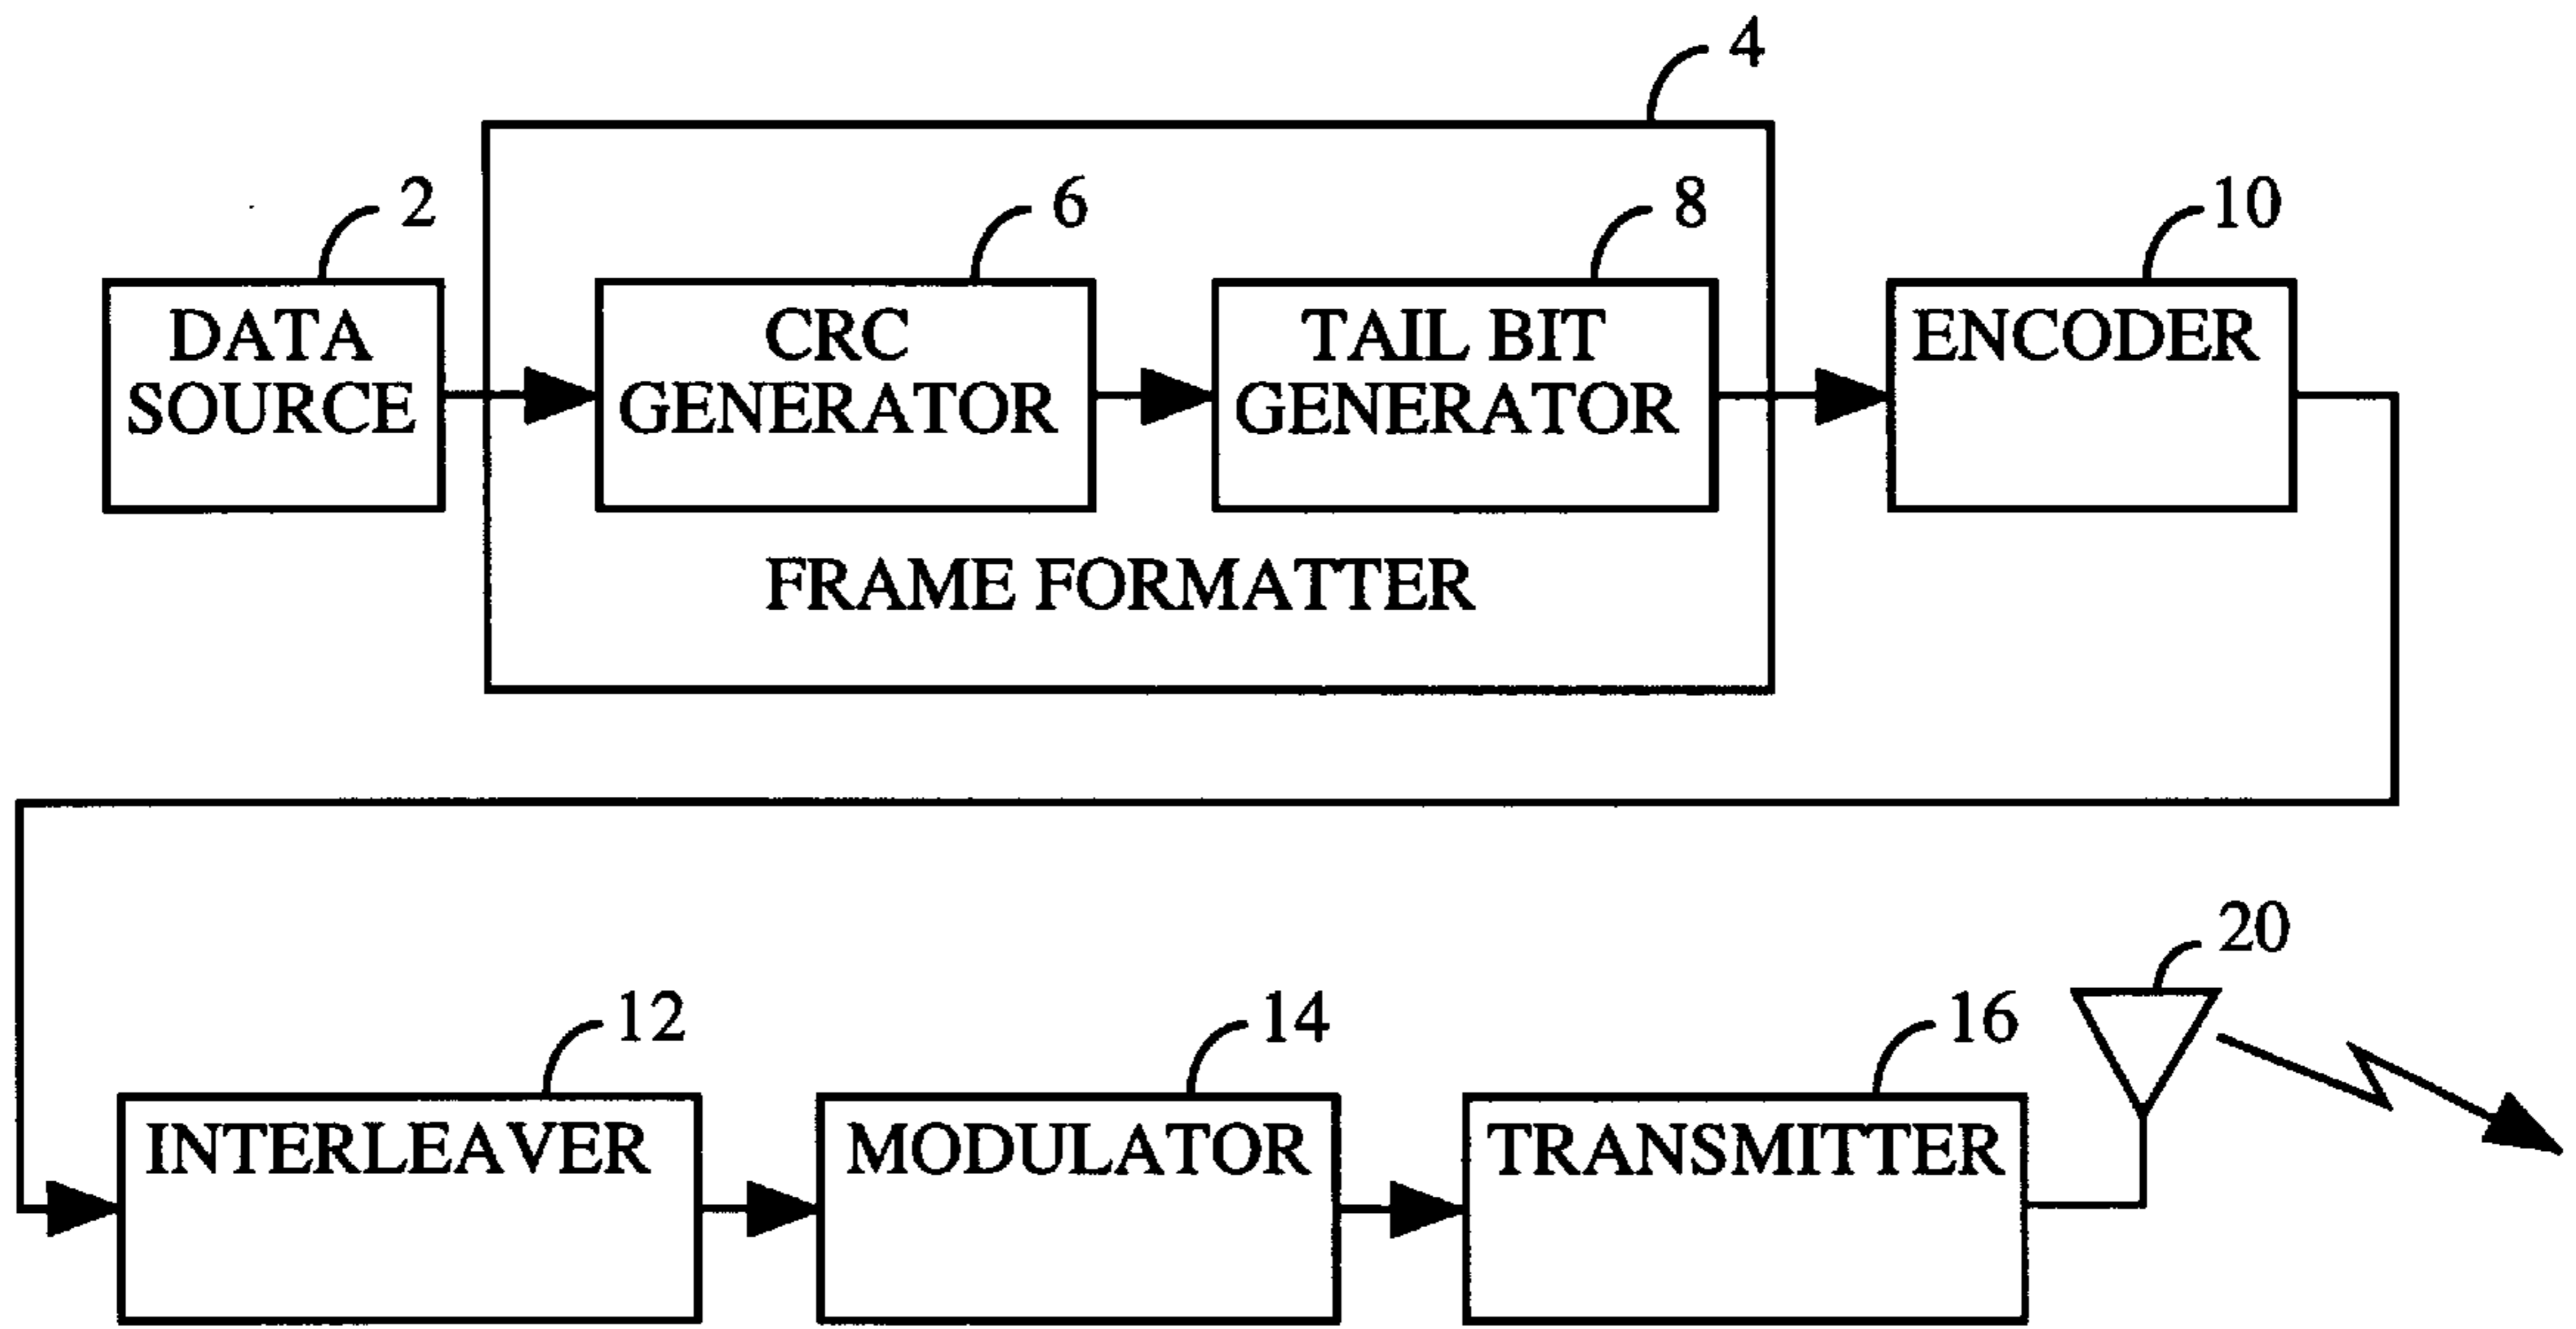 4
2
6
8
10
DATA
SOURCE
CRC
GENERATOR
TAIL BIT
GENERATOR
ENCODER
FRAME FORMATTER
20
12
14
16
INTERLEAVER
MODULATOR
TRANSMITTER